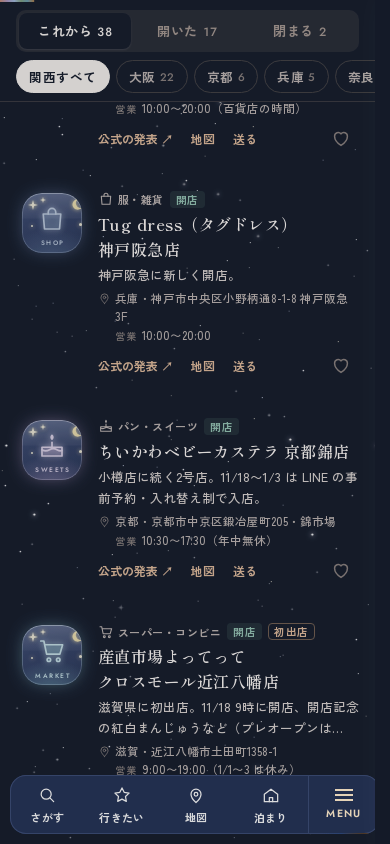 これから 38
開いた 17
閉まる 2
関西すべて
大阪 22
京都 6
兵庫 5
奈良
営業 10:00〜20:00（百貨店の時間）
公式の発表 ↗ 地図 送る
服・雑貨 開店
SHOP
Tug dress（タグドレス）
神戸阪急店
神戸阪急に新しく開店。
兵庫・神戸市中央区小野柄通8-1-8 神戸阪急
3F
営業 10:00〜20:00
公式の発表 ↗ 地図 送る
パン・スイーツ 開店
SWEETS
ちいかわベビーカステラ 京都錦店
小樽店に続く2号店。11/18〜1/3 は LINE の事
前予約・入れ替え制で入店。
京都・京都市中京区鍛冶屋町205・錦市場
営業 10:30〜17:30（年中無休）
公式の発表 ↗ 地図 送る
スーパー・コンビニ 開店 初出店
MARKET
産直市場よってって
クロスモール近江八幡店
滋賀県に初出店。11/18 9時に開店、開店記念
の紅白まんじゅうなど（プレオープンは…
滋賀・近江八幡市土田町1358-1
営業 9:00〜19:00（1/1〜3 は休み）
さがす
行きたい
地図
泊まり
MENU